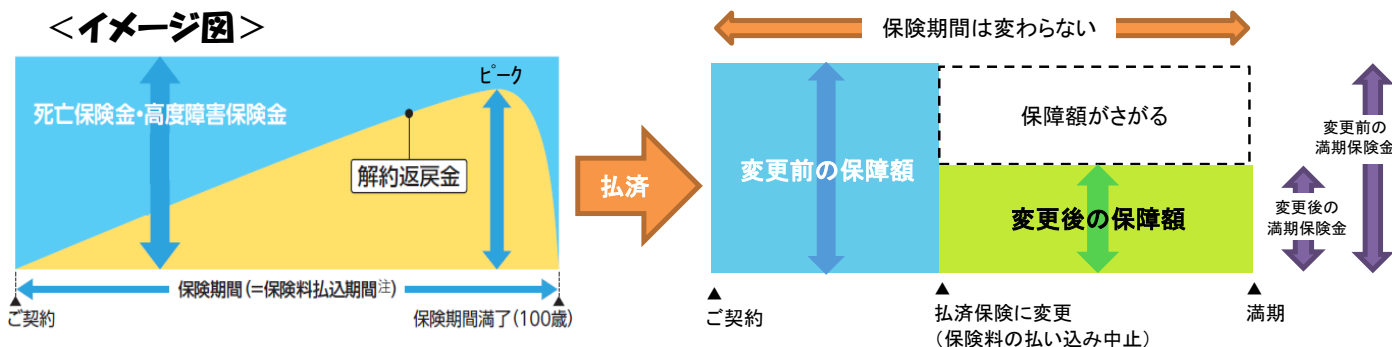 ＜イメージ図＞
ピーク
死亡保険金・高度障害保険金
解約返戻金
保険期間（=保険料払込期間注）
ご契約
保険期間満了（100歳）
払済
保険期間は変わらない
変更前の保障額
保障額がさがる
変更後の保障額
変更前の
満期保険金
変更後の
満期保険金
ご契約
払済保険に変更
（保険料の払い込み中止）
満期